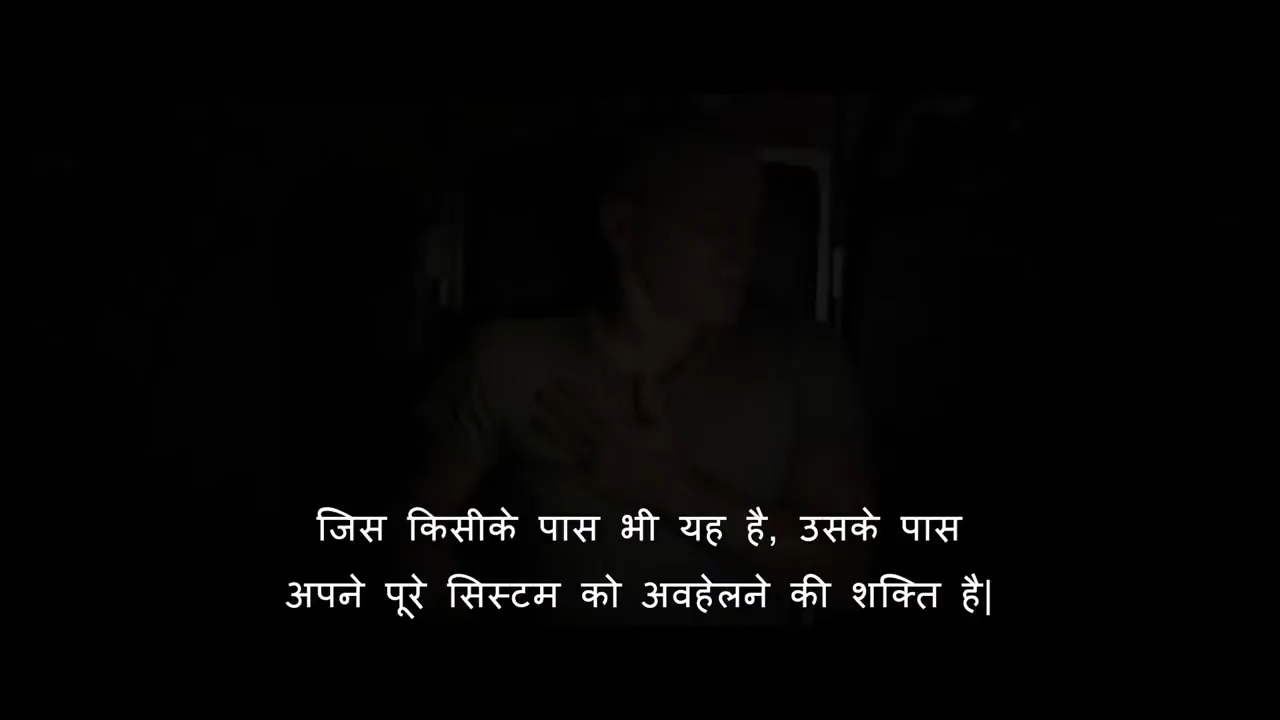 जिस किसीके पास भी यह है, उसके पास
अपने पूरे सिस्टम को अवहेलने की शक्ति है|